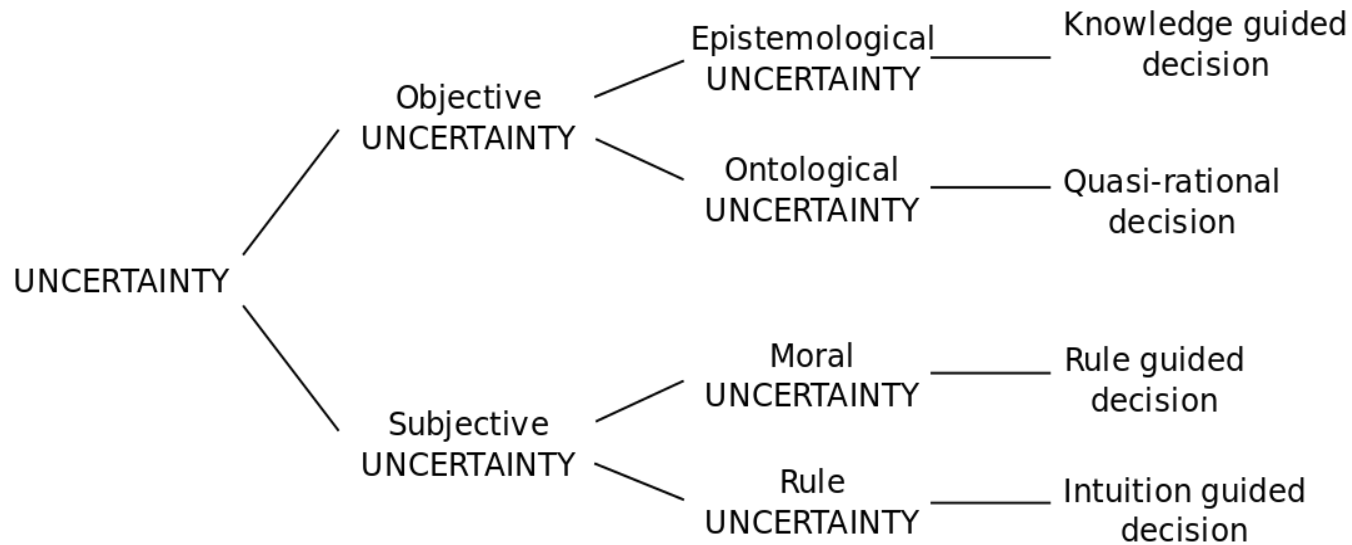 UNCERTAINTY
Objective
UNCERTAINTY
Epistemological
UNCERTAINTY
Knowledge guided
decision
Ontological
UNCERTAINTY
Quasi-rational
decision
Subjective
UNCERTAINTY
Moral
UNCERTAINTY
Rule guided
decision
Rule
UNCERTAINTY
Intuition guided
decision